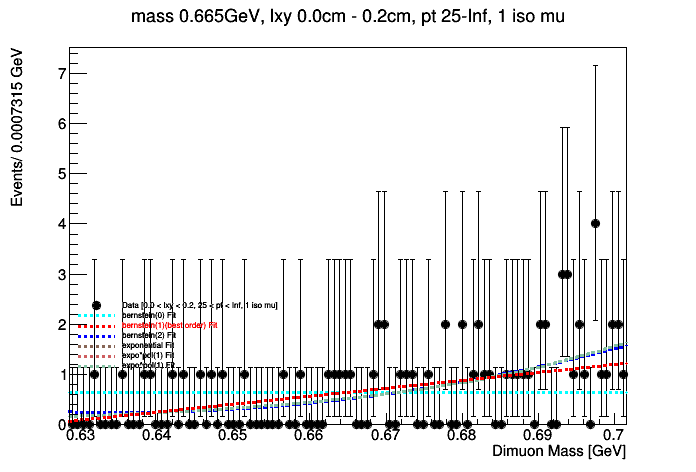 mass 0.665GeV, lxy 0.0cm - 0.2cm, pt 25-Inf, 1 iso mu
Events/ 0.0007315 GeV
7
6
5
4
3
2
1
0
Data [0.0 < lxy < 0.2, 25 < pt < Inf, 1 iso mu]
bernstein(0) Fit
bernstein(1)(best order) Fit
bernstein(2) Fit
exponential Fit
expo*pol(1) Fit
expo*pol(1) Fit
0.63 0.64 0.65 0.66 0.67 0.68 0.69 0.7
Dimuon Mass [GeV]